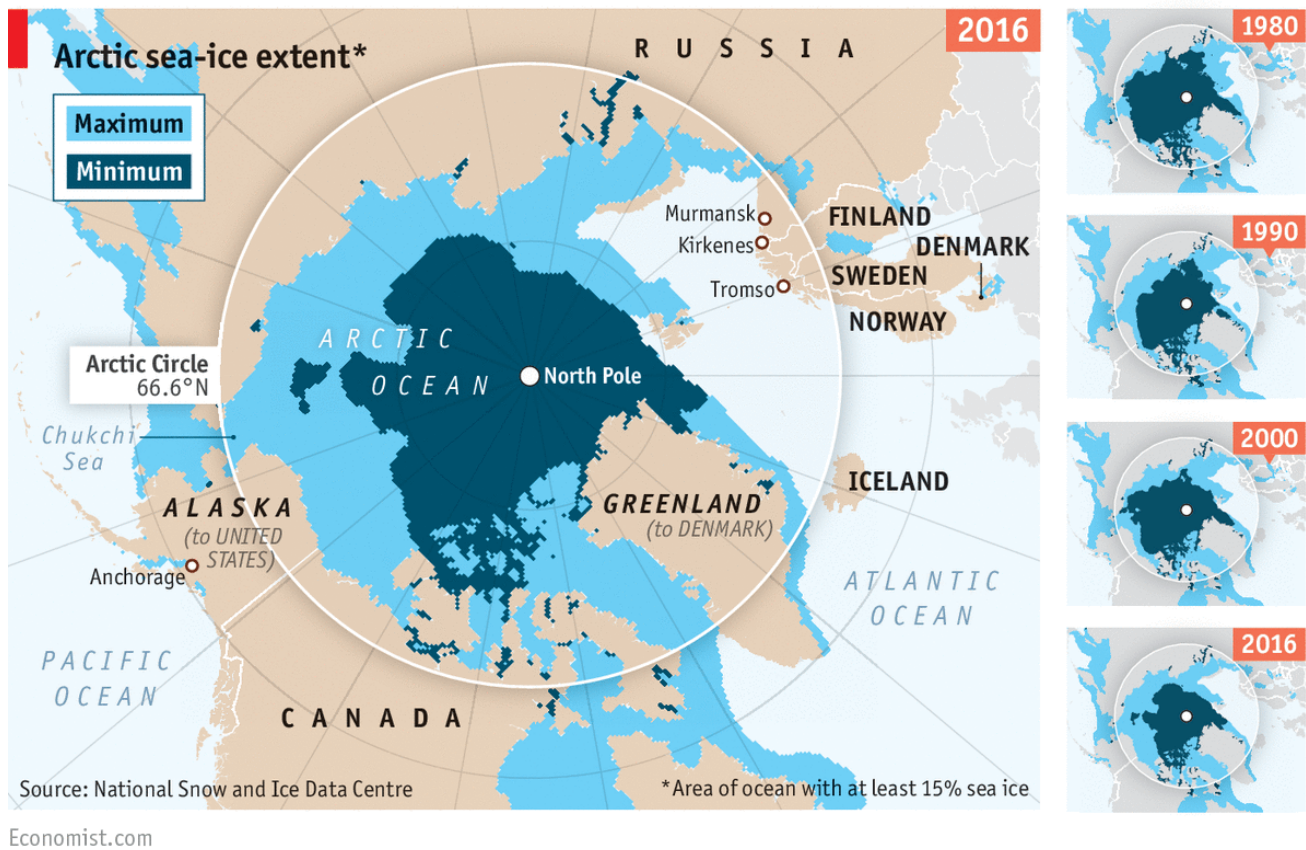 Arctic sea-ice extent*
Maximum
Minimum
2016
RUSSIA
Murmansk
Kirkenes
Tromso
FINLAND
DENMARK
SWEDEN
NORWAY
ARCTIC
OCEAN
North Pole
Arctic Circle
66.6°N
Chukchi
Sea
ALASKA
(to UNITED
STATES)
Anchorage
GREENLAND
(to DENMARK)
ICELAND
ATLANTIC
OCEAN
PACIFIC
OCEAN
CANADA
Source: National Snow and Ice Data Centre
*Area of ocean with at least 15% sea ice
1980
1990
2000
2016
Economist.com